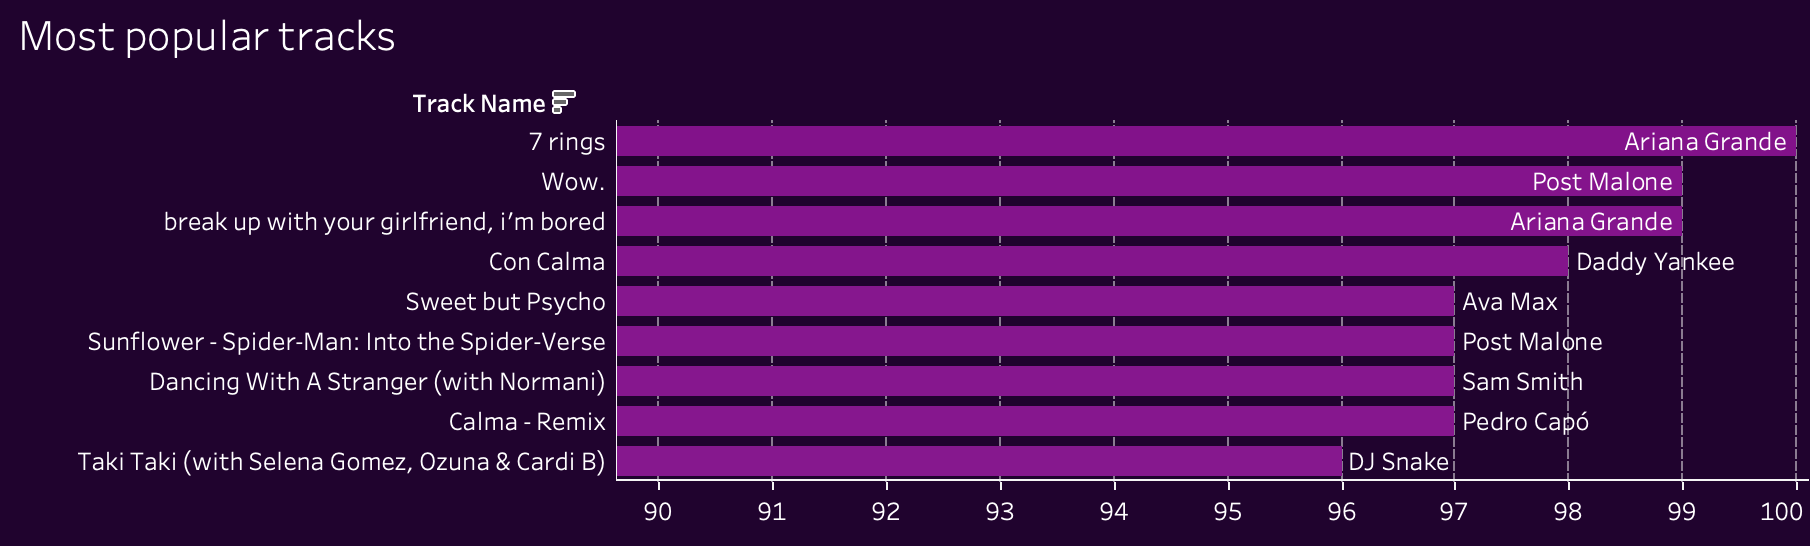 Most popular tracks
Track Name
7 rings Ariana Grande
Wow. Post Malone
break up with your girlfriend, i’m bored Ariana Grande
Con Calma Daddy Yankee
Sweet but Psycho Ava Max
Sunflower - Spider-Man: Into the Spider-Verse Post Malone
Dancing With A Stranger (with Normani) Sam Smith
Calma - Remix Pedro Capó
Taki Taki (with Selena Gomez, Ozuna & Cardi B) DJ Snake
90 91 92 93 94 95 96 97 98 99 100